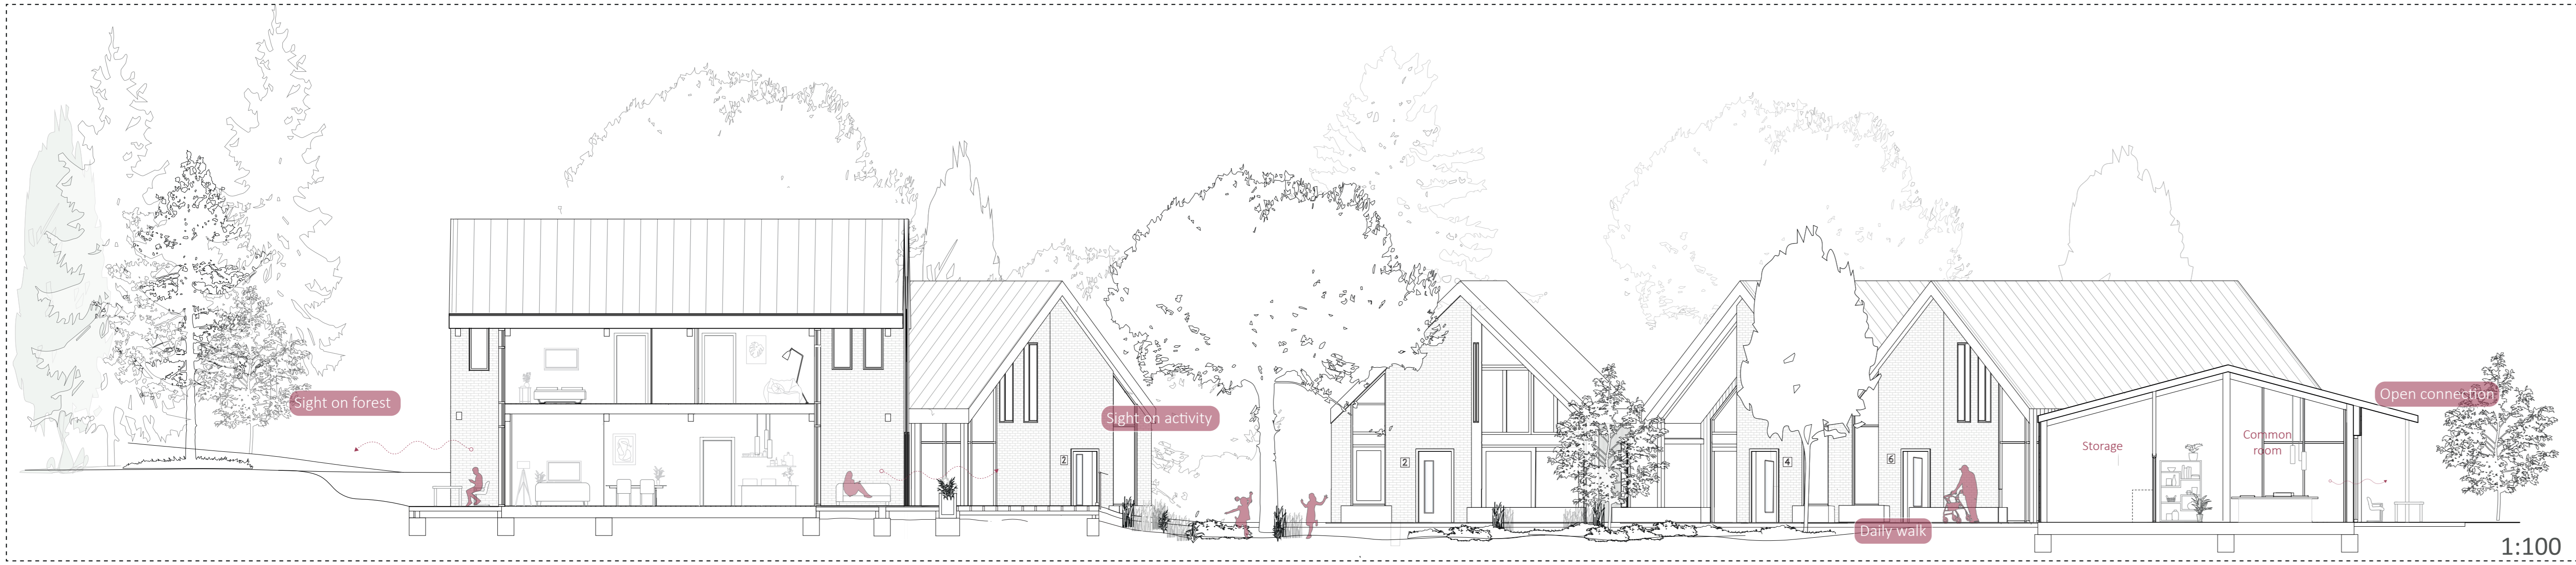 Sight on forest
2
Sight on activity
2
4
6
Daily walk
Storage
Common
room
Open connection
1:100